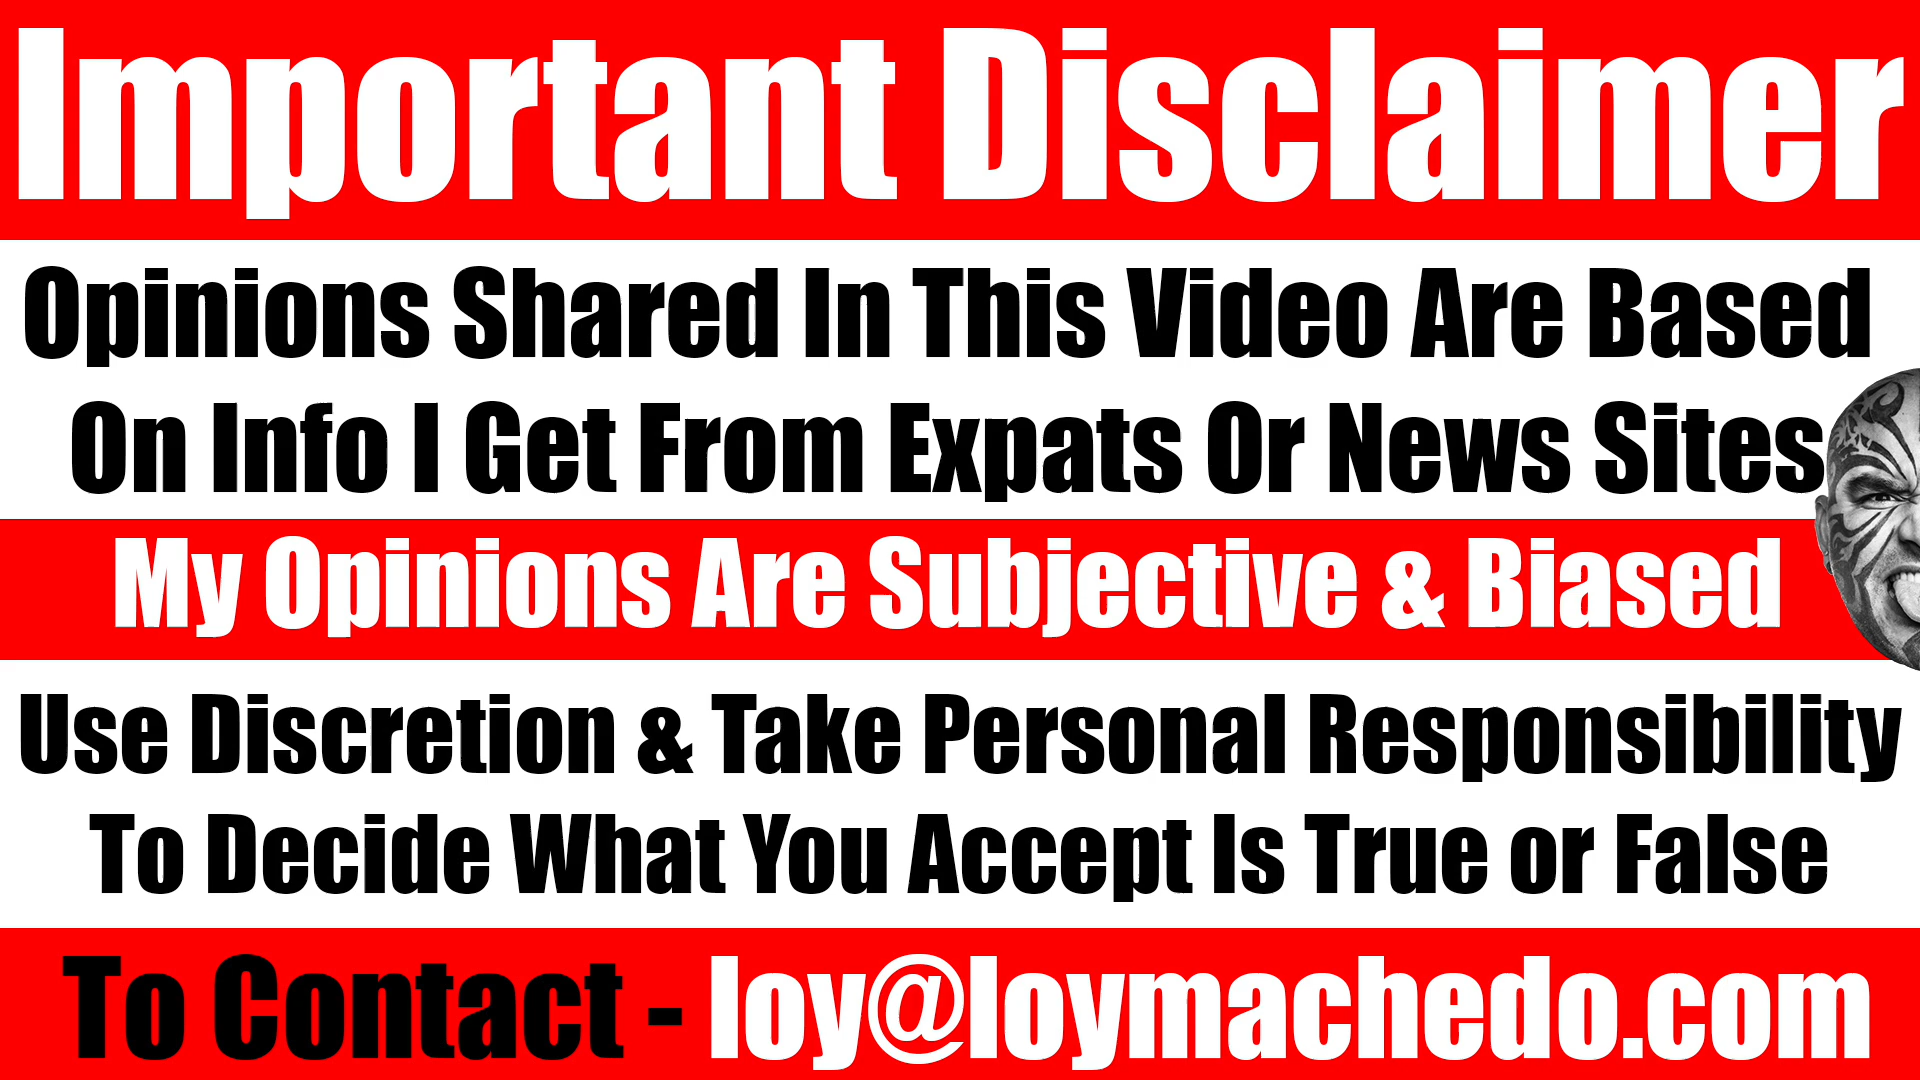 Important Disclaimer
Opinions Shared In This Video Are Based
On Info I Get From Expats Or News Sites
My Opinions Are Subjective & Biased
Use Discretion & Take Personal Responsibility
To Decide What You Accept Is True or False
To Contact - loy@loymachedo.com